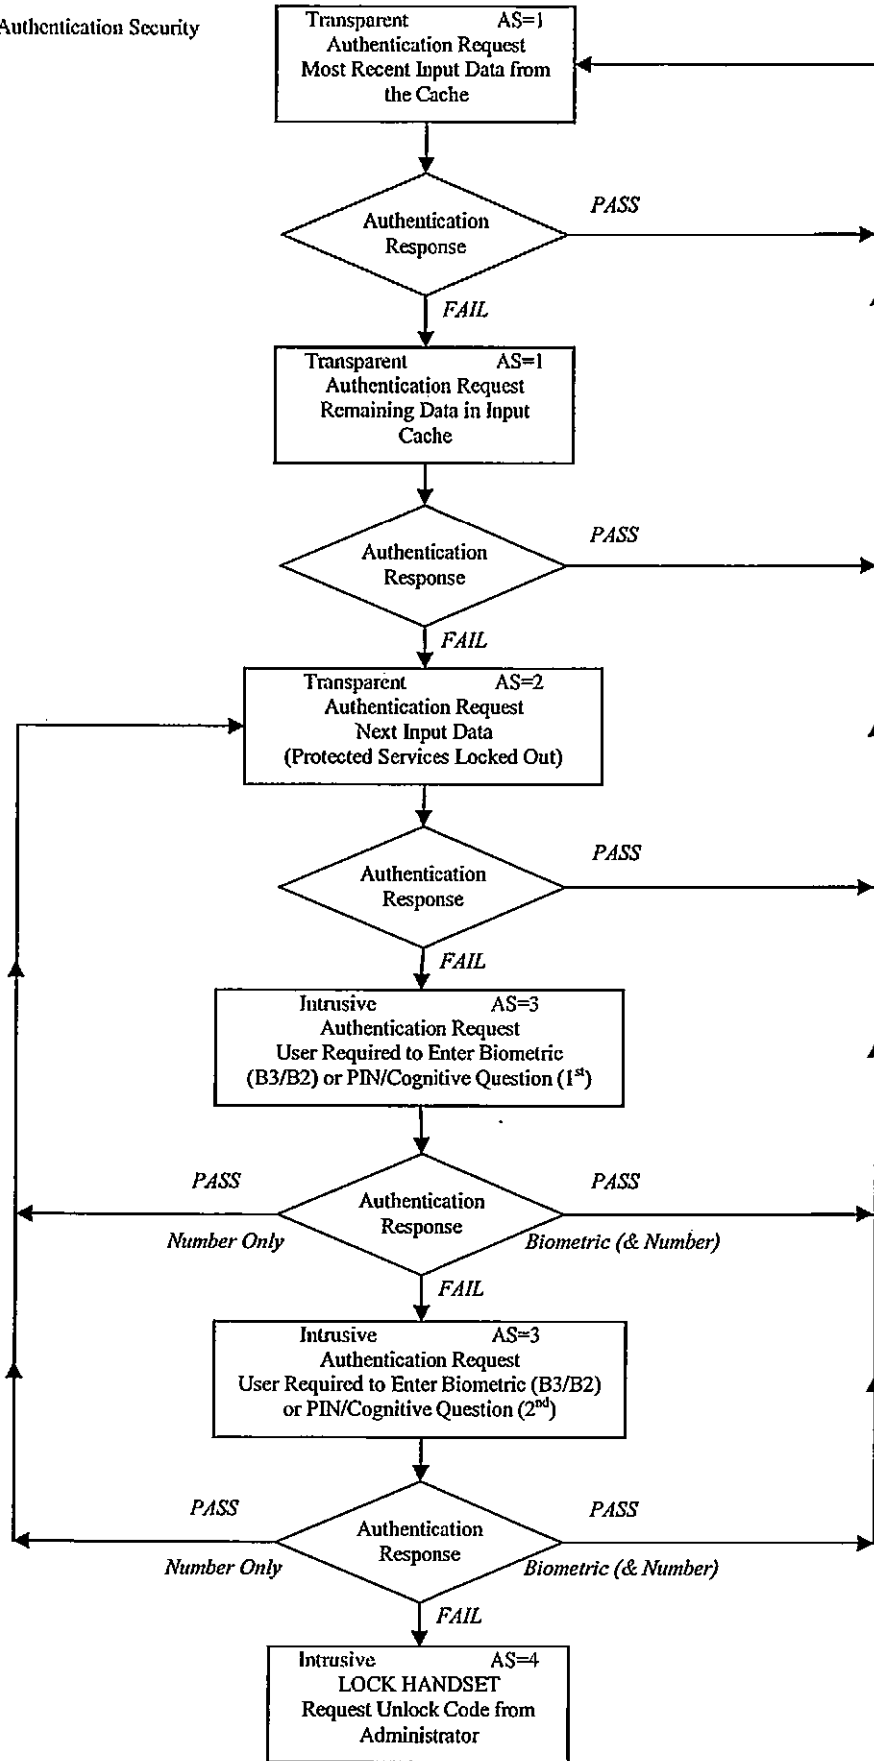 Authentication Security
Transparent AS=1
Authentication Request
Most Recent Input Data from
the Cache
Authentication
Response
PASS
FAIL
Transparent AS=1
Authentication Request
Remaining Data in Input
Cache
Authentication
Response
PASS
FAIL
Transparent AS=2
Authentication Request
Next Input Data
(Protected Services Locked Out)
Authentication
Response
PASS
FAIL
Intrusive AS=3
Authentication Request
User Required to Enter Biometric
(B3/B2) or PIN/Cognitive Question (1st)
PASS
Number Only
Authentication
Response
PASS
Biometric (& Number)
FAIL
Intrusive AS=3
Authentication Request
User Required to Enter Biometric (B3/B2)
or PIN/Cognitive Question (2nd)
PASS
Number Only
Authentication
Response
PASS
Biometric (& Number)
FAIL
Intrusive AS=4
LOCK HANDSET
Request Unlock Code from
Administrator